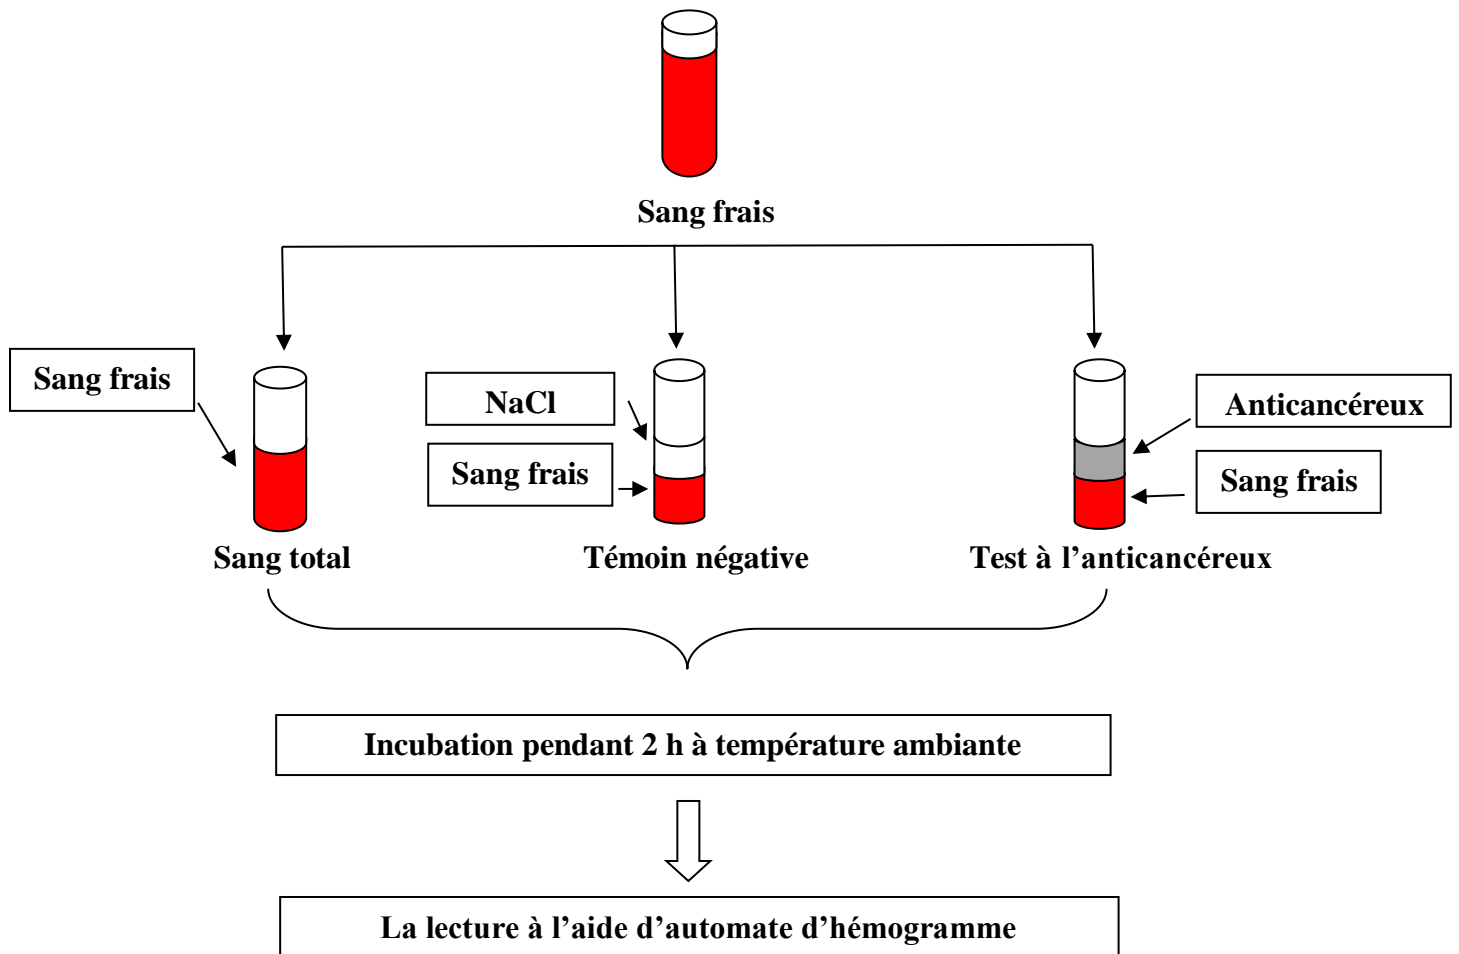 Sang frais
Sang frais
NaCl
Sang frais
Anticancéreux
Sang frais
Sang total
Témoin négative
Test à l'anticancéreux
Incubation pendant 2 h à température ambiante
La lecture à l'aide d'automate d'hémogramme